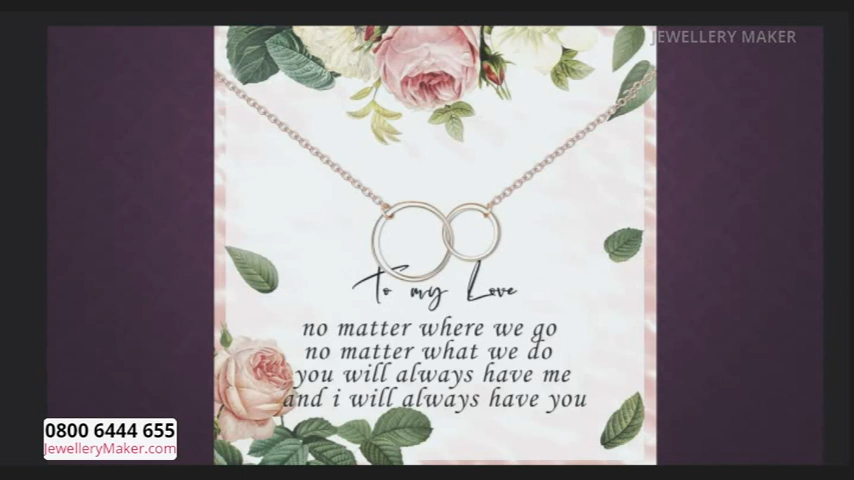 JEWELLERY MAKER
To my Love
no matter where we go
no matter what we do
you will always have me
and i will always have you
0800 6444 655
JewelleryMaker.com